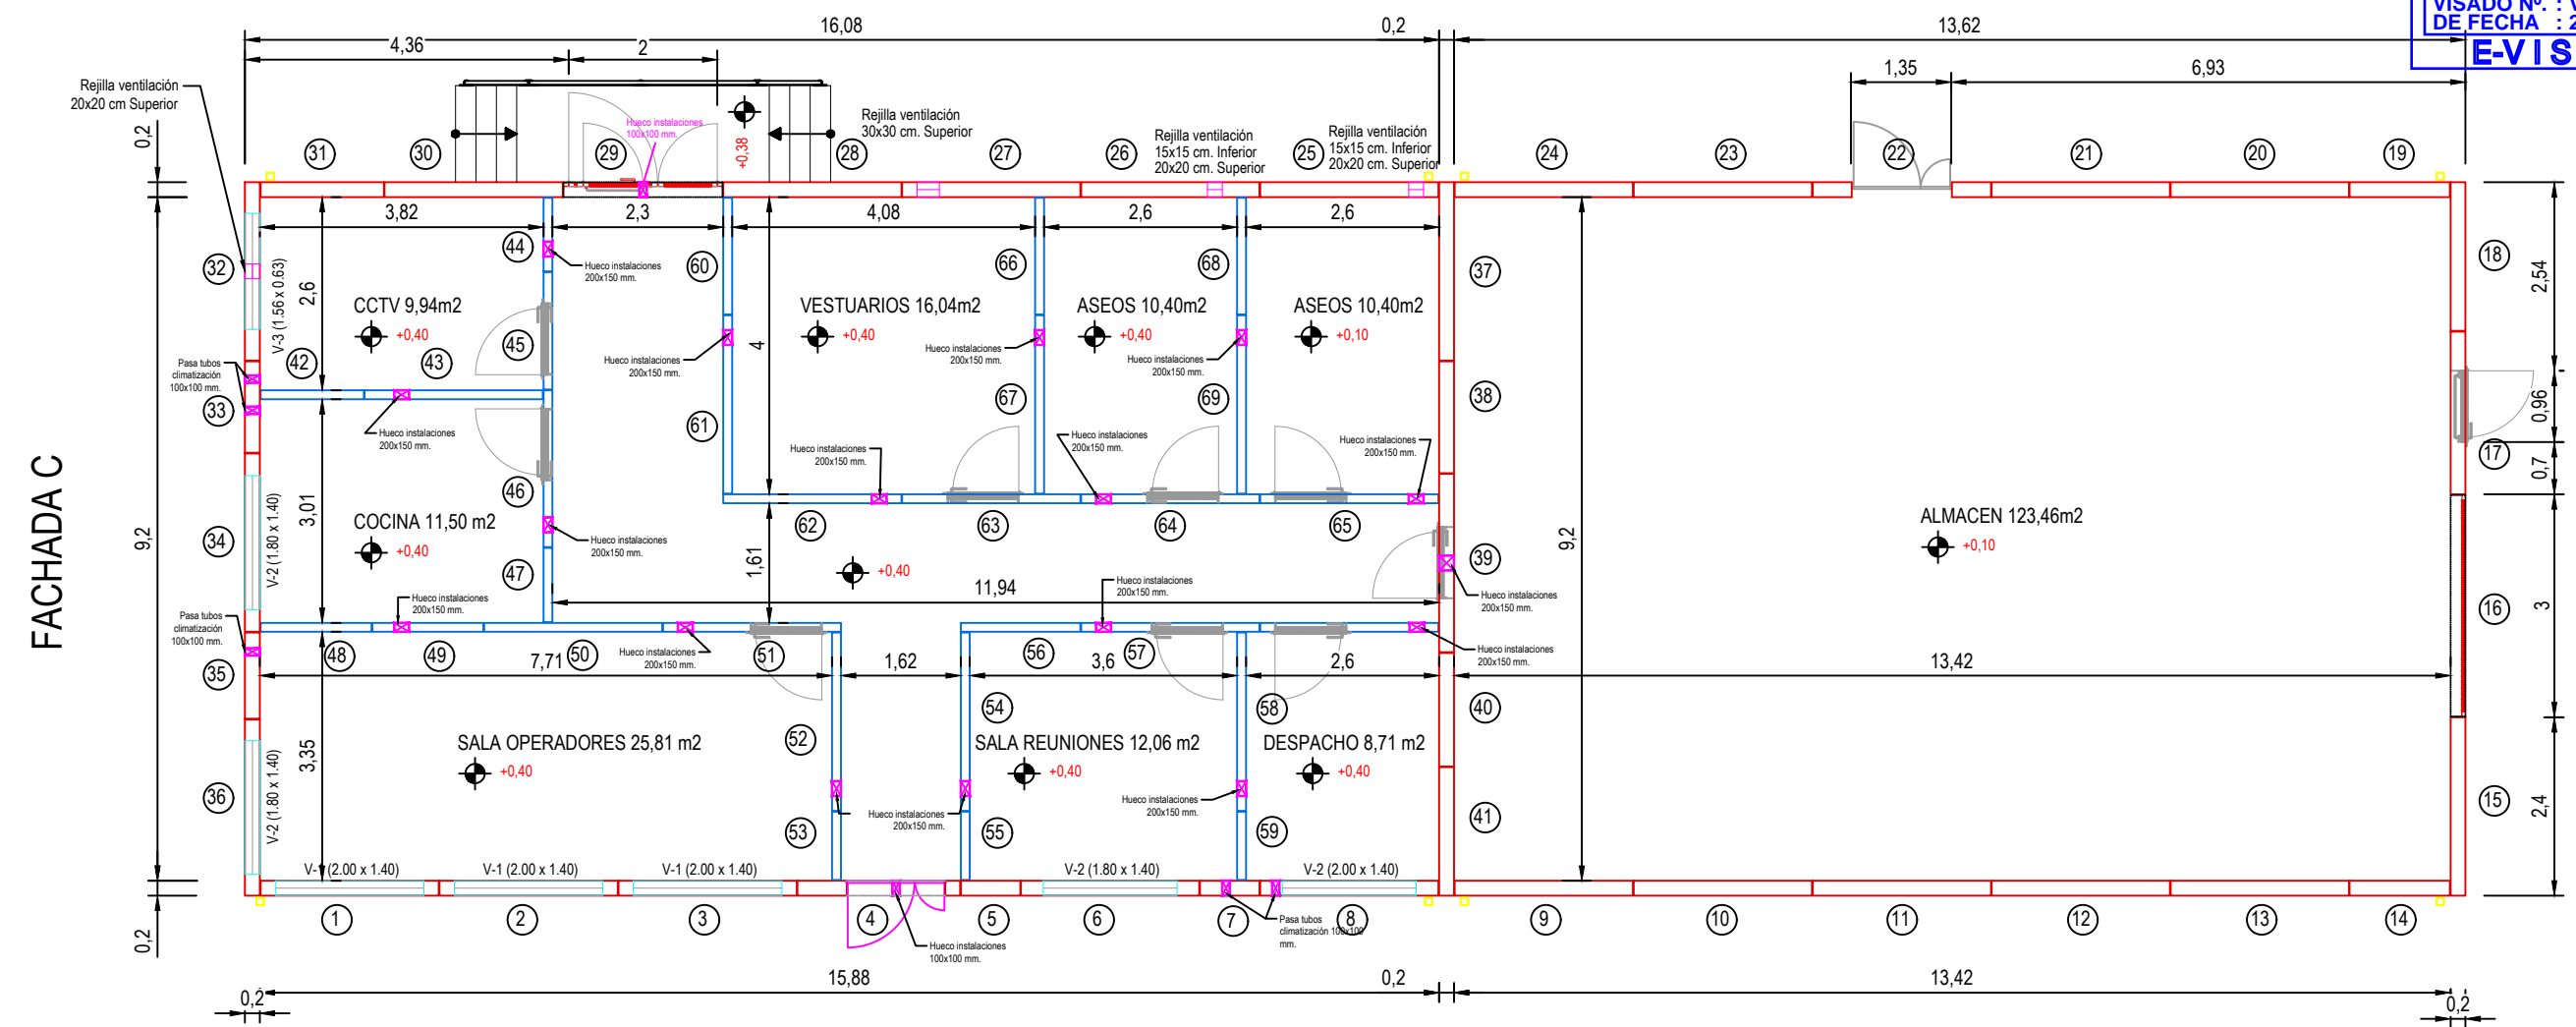 VISADO Nº. : V
DE FECHA : 2
E-VIS
16,08
0,2
13,62
4,36
2
1,35
6,93
Rejilla ventilación
20x20 cm Superior
Hueco instalaciones
100x100 mm.
+0,38
Rejilla ventilación
30x30 cm. Superior
Rejilla ventilación
15x15 cm. Inferior
20x20 cm. Superior
Rejilla ventilación
15x15 cm. Inferior
20x20 cm. Superior
0,2
31
30
29
28
27
26
25
24
23
22
21
20
19
3,82
2,3
4,08
2,6
2,6
32
44
60
66
68
37
18
2,54
Hueco instalaciones
200x150 mm.
V-3 (1.56 x 0.63)
2,6
CCTV 9,94m2
+0,40
VESTUARIOS 16,04m2
+0,40
ASEOS 10,40m2
+0,40
ASEOS 10,40m2
+0,10
4
45
42
43
Hueco instalaciones
200x150 mm.
Hueco instalaciones
200x150 mm.
Hueco instalaciones
200x150 mm.
Pasa tubos
climatización
100x100 mm.
33
61
67
69
38
0,96
17
0,7
Hueco instalaciones
200x150 mm.
Hueco instalaciones
200x150 mm.
Hueco instalaciones
200x150 mm.
Hueco instalaciones
200x150 mm.
FACHADA C
9,2
34
V-2 (1.80 x 1.40)
3,01
46
COCINA 11,50 m2
+0,40
Hueco instalaciones
200x150 mm.
47
62
63
64
65
1,61
+0,40
11,94
39
9,2
ALMACEN 123,46m2
+0,10
16
3
Hueco instalaciones
200x150 mm.
Hueco instalaciones
200x150 mm.
Hueco instalaciones
200x150 mm.
Pasa tubos
climatización
100x100 mm.
48
49
50
51
56
57
Hueco instalaciones
200x150 mm.
Hueco instalaciones
200x150 mm.
35
7,71
1,62
3,6
2,6
13,42
54
58
40
52
SALA OPERADORES 25,81 m2
+0,40
SALA REUNIONES 12,06 m2
+0,40
DESPACHO 8,71 m2
+0,40
3,35
36
V-2 (1.80 x 1.40)
53
55
59
41
15
2,4
Hueco instalaciones
200x150 mm.
Hueco instalaciones
200x150 mm.
V-1 (2.00 x 1.40)
V-1 (2.00 x 1.40)
V-1 (2.00 x 1.40)
V-2 (1.80 x 1.40)
V-2 (2.00 x 1.40)
0,2
1
2
3
4
5
6
7
8
9
10
11
12
13
14
Hueco instalaciones
100x100 mm.
Pasa tubos
climatización 100x100
mm.
15,88
0,2
13,42
0,2
0,2